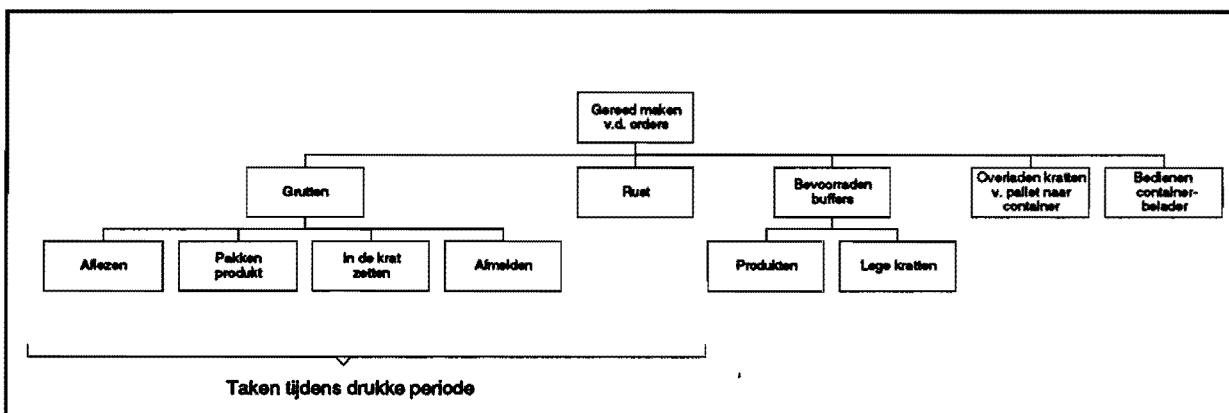 Gereed maken
v.d. orders
Grutten
Rust
Bevoorraden
buffers
Overladen kratten
v. pallet naar
container
Bedienen
container-
belader
Aflezen
Pakken
produkt
In de krat
zetten
Afmelden
Produkten
Lege kratten
Taken tijdens drukke periode